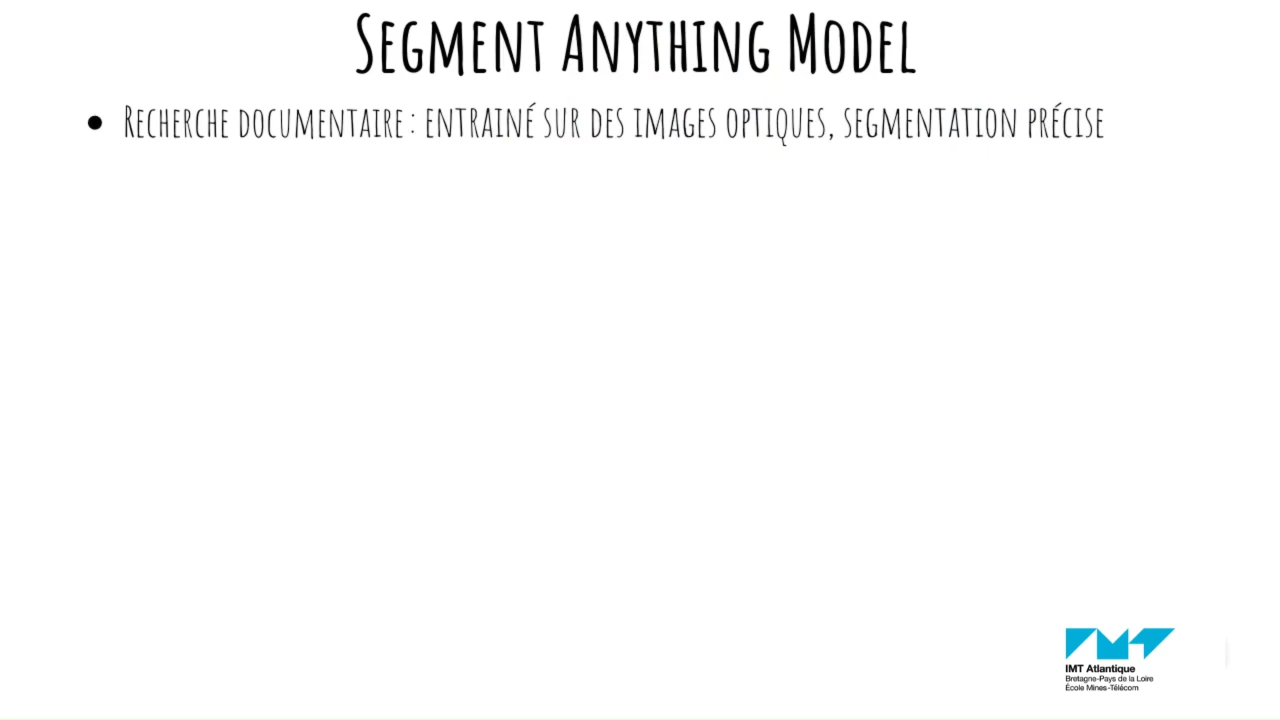 Segment Anything Model
• Recherche documentaire : entrainé sur des images optiques, segmentation précise
IMT Atlantique
Bretagne-Pays de la Loire
École Mines-Télécom